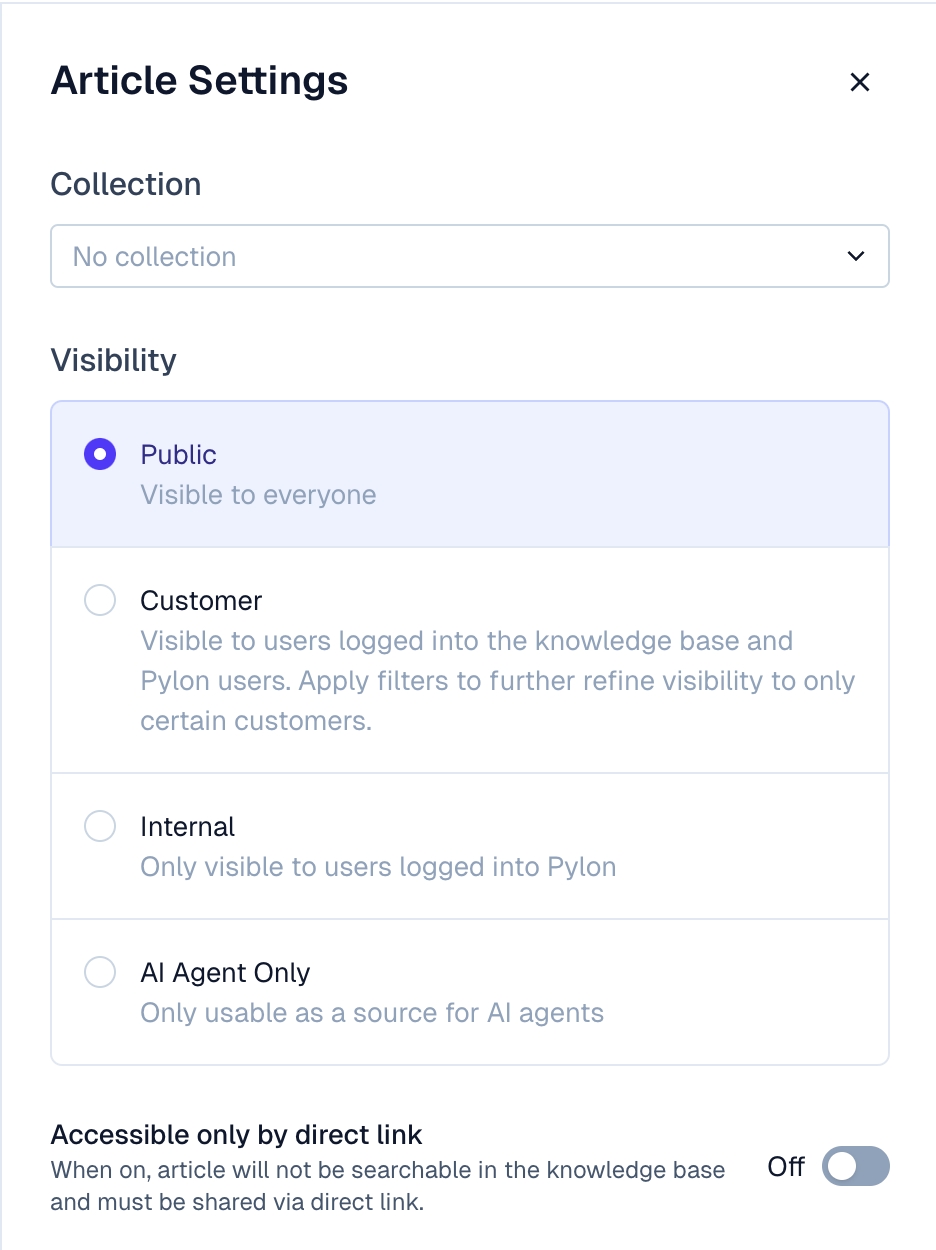 Article Settings
Collection
No collection
Visibility
Public
Visible to everyone
Customer
Visible to users logged into the knowledge base and
Pylon users. Apply filters to further refine visibility to only
certain customers.
Internal
Only visible to users logged into Pylon
AI Agent Only
Only usable as a source for AI agents
Accessible only by direct link
When on, article will not be searchable in the knowledge base
and must be shared via direct link.
Off